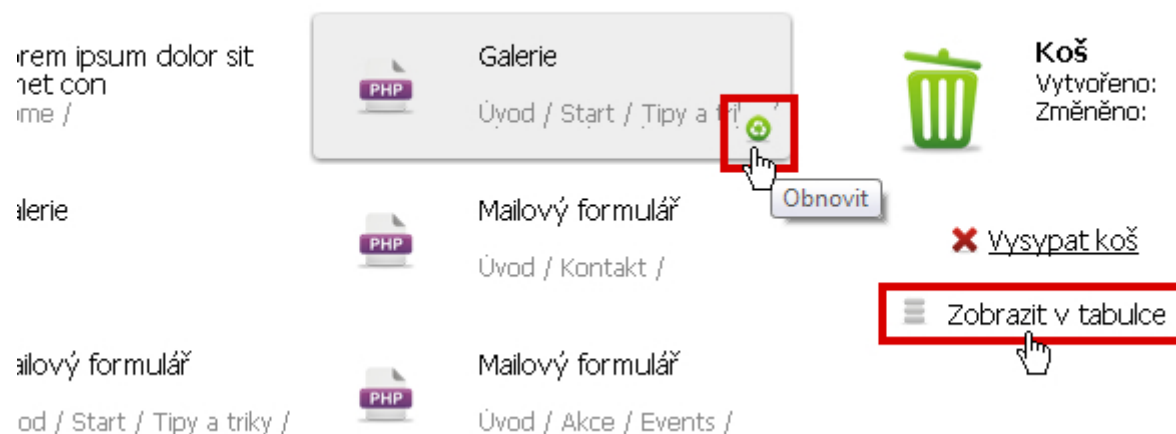 rem ipsum dolor sit
net con
ome /
PHP
Galerie
Úvod / Start / Tipy a tri /
Obnovit
Koš
Vytvořeno:
Změněno:
alerie
PHP
Mailový formulář
Úvod / Kontakt /
Vysypat koš
Zobrazit v tabulce
ailový formulář
od / Start / Tipy a triky /
PHP
Mailový formulář
Úvod / Akce / Events /